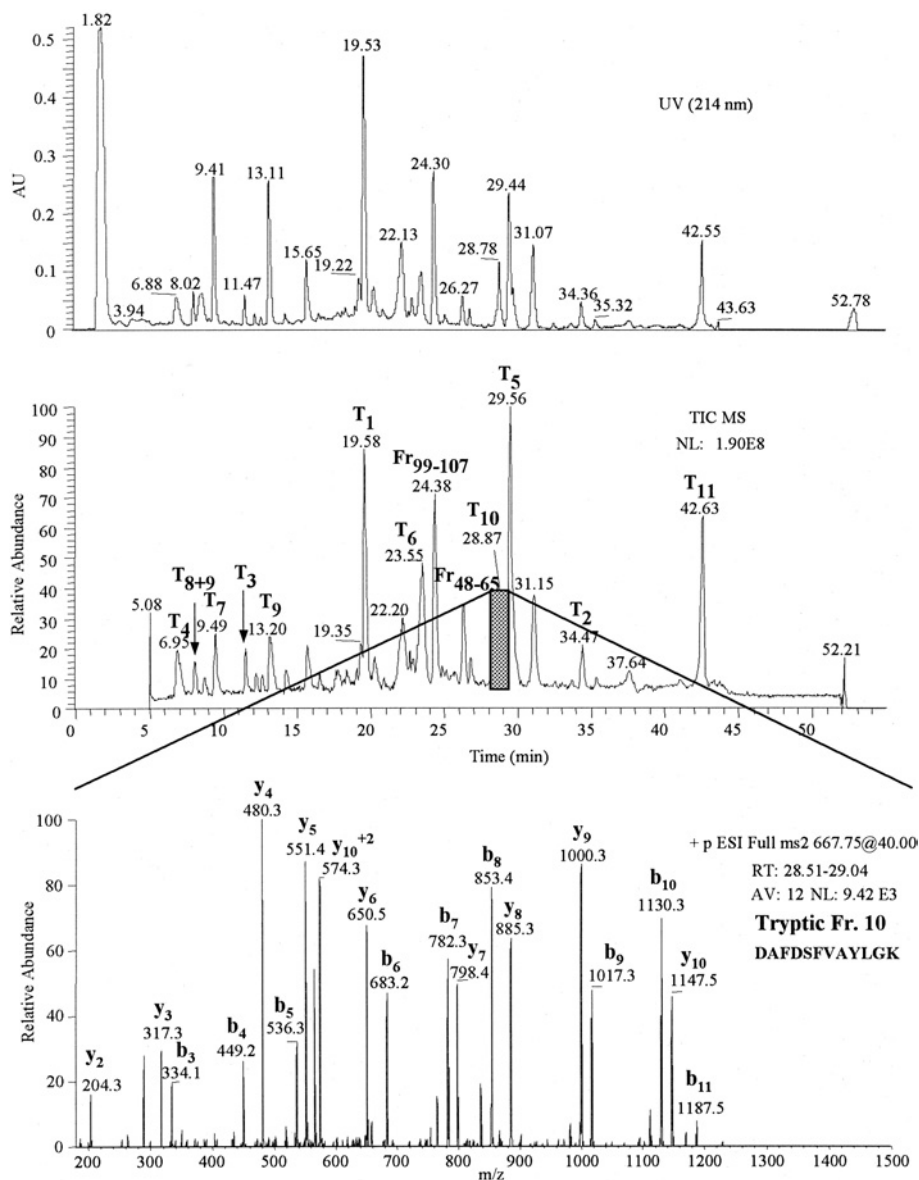 1.82
0.5
0.4
0.3
0.2
0.1
0
AU
UV (214 nm)
19.53
9.41
13.11
24.30
29.44
22.13
28.78
31.07
42.55
15.65
19.22
6.88
8.02
11.47
26.27
3.94
34.36
35.32
43.63
52.78
100
90
80
70
60
50
40
30
20
10
0
Relative Abundance
TIC MS
NL: 1.90E8
T5
29.56
T1
19.58
Fr99-107
24.38
T10
28.87
T11
42.63
T6
23.55
Fr48-65
T8+9
T3
T7
9.49
T9
13.20
T4
6.95
5.08
19.35
22.20
31.15
T2
34.47
37.64
52.21
0 5 10 15 20 25 30 35 40 45 50
Time (min)
100
80
60
40
20
0
Relative Abundance
y4
480.3
y5
551.4
y10+2
574.3
y9
1000.3
+ p ESI Full ms2 667.75@40.00
RT: 28.51-29.04
AV: 12 NL: 9.42 E3
Tryptic Fr. 10
DAFDSFVAYLGK
b8
853.4
y6
650.5
y8
885.3
b10
1130.3
b7
782.3
y7
798.4
b6
683.2
b9
1017.3
y10
1147.5
y3
317.3
b3
334.1
b4
449.2
b5
536.3
y2
204.3
b11
1187.5
200 300 400 500 600 700 800 900 1000 1100 1200 1300 1400 1500
m/z